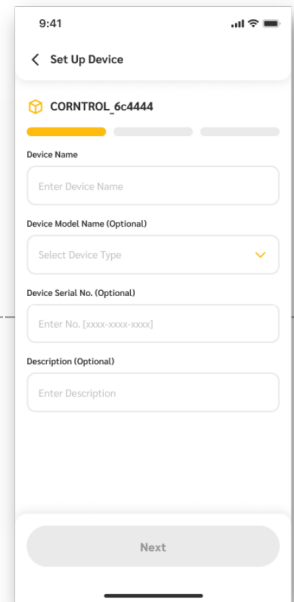 9:41
Set Up Device
CORNTROL_6c4444
Device Name
Enter Device Name
Device Model Name (Optional)
Select Device Type
Device Serial No. (Optional)
Enter No. [xxxx-xxxx-xxxx]
Description (Optional)
Enter Description
Next